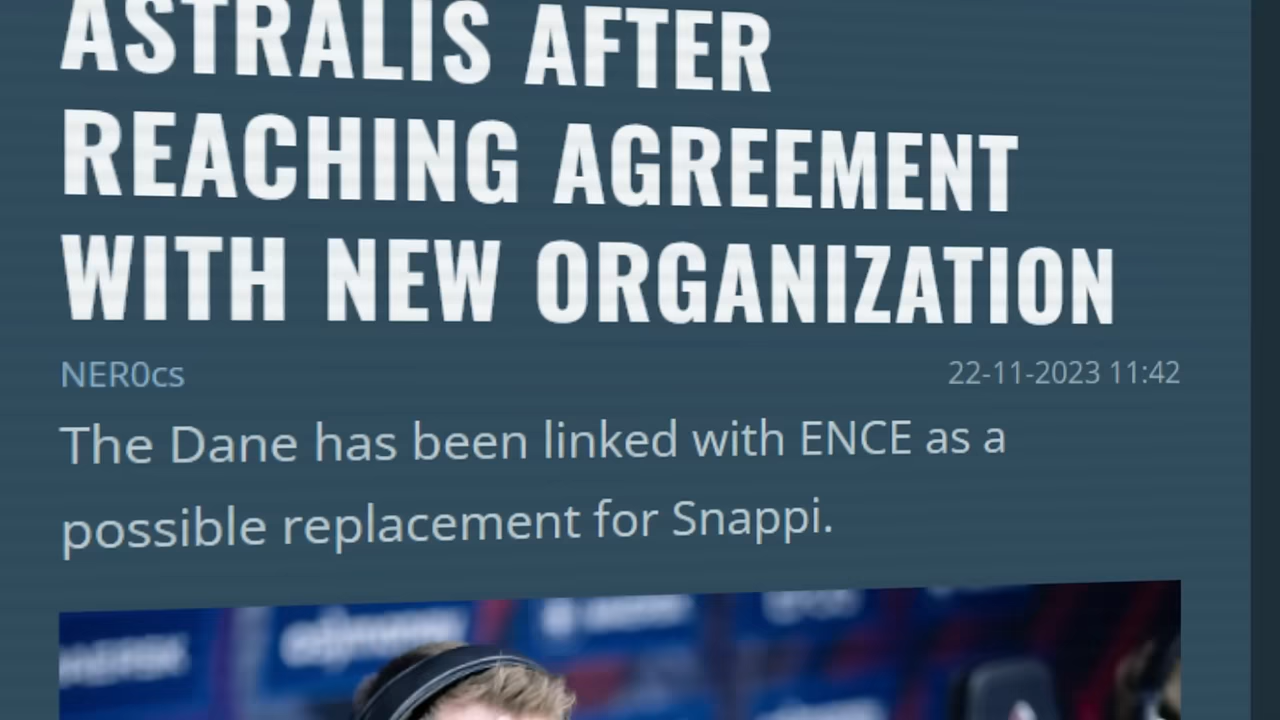 ASTRALIS AFTER
REACHING AGREEMENT
WITH NEW ORGANIZATION
NER0cs
22-11-2023 11:42
The Dane has been linked with ENCE as a
possible replacement for Snappi.